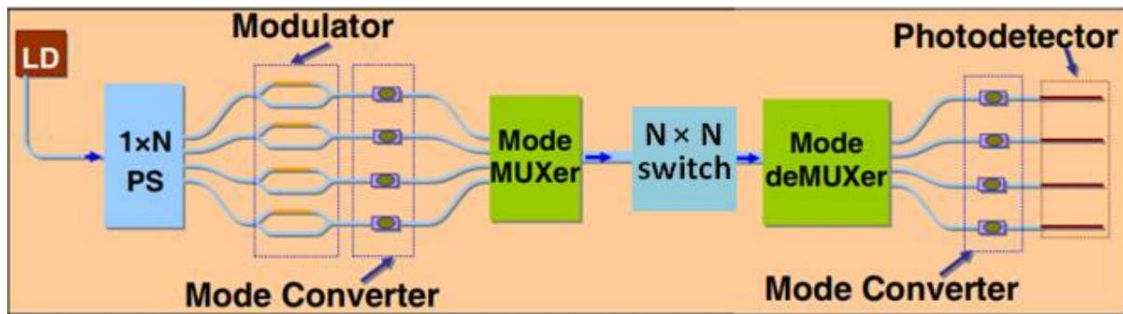 LD
1×N
PS
Modulator
Mode Converter
Mode
MUXer
N × N
switch
Mode
deMUXer
Mode Converter
Photodetector